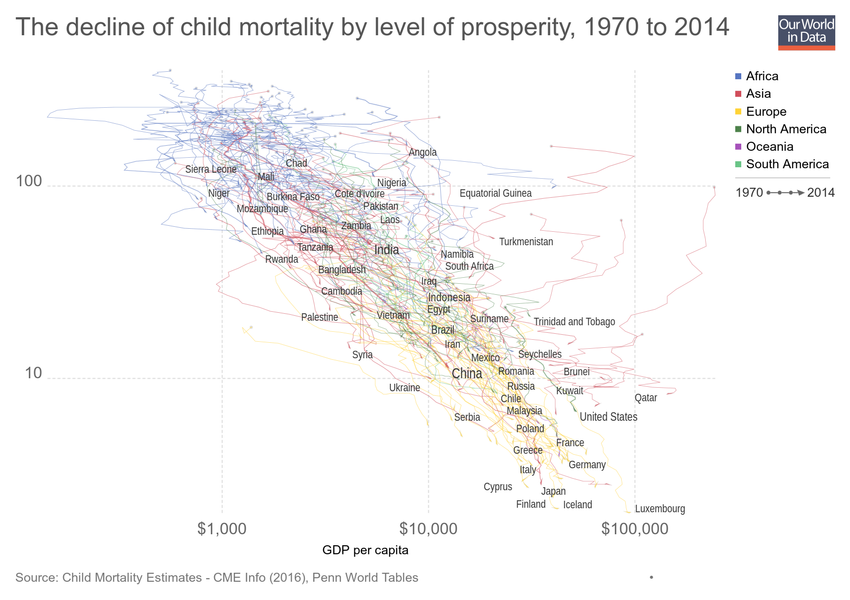 The decline of child mortality by level of prosperity, 1970 to 2014
Our World
in Data
Africa
Asia
Europe
North America
Oceania
South America
1970 2014
Angola
Chad
Sierra Leone
Mali
100
Nigeria
Niger
Cote d'Ivoire
Equatorial Guinea
Burkina Faso
Pakistan
Mozambique
Laos
Zambia
Ethiopia
Ghana
Turkmenistan
Tanzania
India
Namibia
Rwanda
South Africa
Bangladesh
Iraq
Cambodia
Indonesia
Egypt
Palestine
Vietnam
Suriname
Trinidad and Tobago
Brazil
Iran
Syria
Mexico
Seychelles
10
China
Romania
Brunei
Ukraine
Russia
Kuwait
Chile
Qatar
Malaysia
Serbia
United States
Poland
France
Greece
Germany
Italy
Cyprus
Japan
Finland
Iceland
Luxembourg
$1,000
$10,000
$100,000
GDP per capita
Source: Child Mortality Estimates - CME Info (2016), Penn World Tables